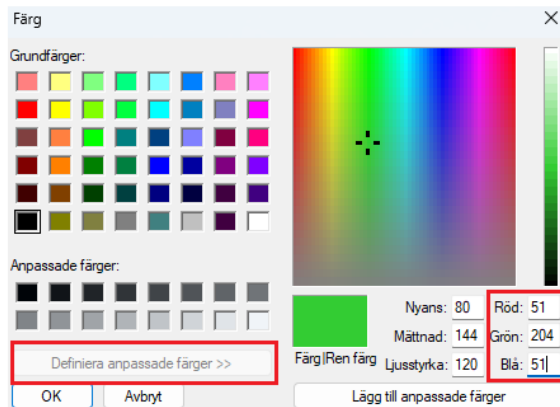 Färg
Grundfärger:
Anpassade färger:
Definiera anpassade färger >>
OK
Avbryt
Färg|Ren färg
Nyans: 80
Mättnad: 144
Ljusstyrka: 120
Röd: 51
Grön: 204
Blå: 51
Lägg till anpassade färger